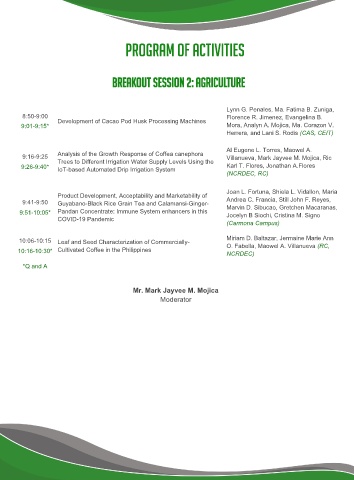 PROGRAM OF ACTIVITIES
BREAKOUT SESSION 2: AGRICULTURE
8:50-9:00
9:01-9:15*
Development of Cacao Pod Husk Processing Machines
Lynn G. Penales, Ma. Fatima B. Zuniga,
Florence R. Jimenez, Evangelina B.
Mora, Analyn A, Mojica, Ma. Corazon V.
Herrera, and Lani S. Rodis (CAS, CEIT)
9:16-9:25
9:26-9:40*
Analysis of the Growth Response of Coffea canephora
Trees to Different Irrigation Water Supply Levels Using the
IoT-based Automated Drip Irrigation System
Al Eugene L. Torres, Maowel A.
Villanueva, Mark Jayvee M. Mojica, Ric
Karl T. Flores, Jonathan A.Flores
(NCRDEC, RC)
9:41-9:50
9:51-10:05*
Product Development, Acceptability and Marketability of
Guyabano-Black Rice Grain Tea and Calamansi-Ginger-
Pandan Concentrate: Immune System enhancers in this
COVID-19 Pandemic
Joan L. Fortuna, Shiela L. Vidallon, Maria
Andrea C. Francia, Still John F. Reyes,
Marvin D. Sibucao, Gretchen Macaranas,
Jocelyn B Siochi, Cristina M. Signo
(Carmona Campus)
10:06-10:15
10:16-10:30*
Leaf and Seed Characterization of Commercially-
Cultivated Coffee in the Philippines
Miriam D. Baltazar, Jermaine Marie Ann
O. Fabella, Maowel A. Villanueva (RC,
NCRDEC)
*Q and A
Mr. Mark Jayvee M. Mojica
Moderator